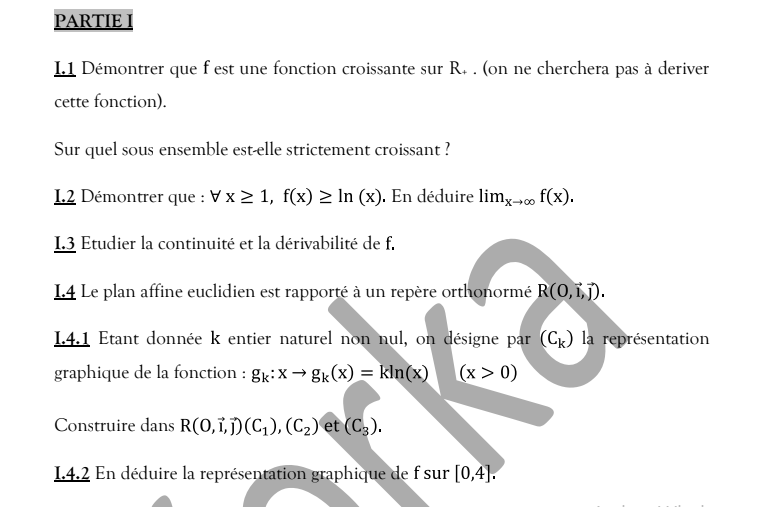 PARTIE I
I.1 Démontrer que f est une fonction croissante sur R₊ . (on ne cherchera pas à deriver
cette fonction).
Sur quel sous ensemble est-elle strictement croissant ?
I.2 Démontrer que : ∀ x ≥ 1, f(x) ≥ ln (x). En déduire limₓ→∞ f(x).
I.3 Etudier la continuité et la dérivabilité de f.
I.4 Le plan affine euclidien est rapporté à un repère orthonormé R(O, i⃗, j⃗).
I.4.1 Etant donnée k entier naturel non nul, on désigne par (Cₖ) la représentation
graphique de la fonction : gₖ: x → gₖ(x) = kln(x) (x > 0)
Construire dans R(O, i⃗, j⃗)(C₁), (C₂) et (C₃).
I.4.2 En déduire la représentation graphique de f sur [0,4].